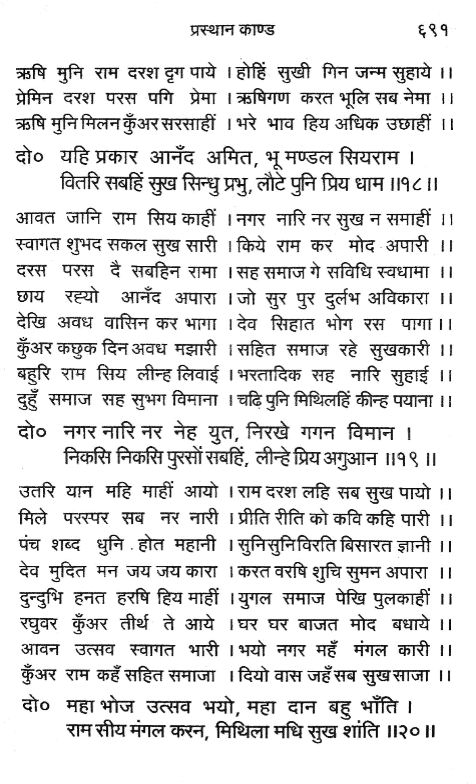 प्रस्थान काण्ड ६९१
ऋषि मुनि राम दरश दृग पाये । होहिं सुखी गिन जन्म सुहाये ।।
प्रेमिन दरश परस पगि प्रेमा । ऋषिगण करत भूलि सब नेमा ।।
ऋषि मुनि मिलन कुँअर सरसाहीं । भरे भाव हिय अधिक उछाहीं ।।
दो० यहि प्रकार आनँद अमित, भू मण्डल सियराम ।
वितरि सबहिं सुख सिन्धु प्रभु, लौटे पुनि प्रिय धाम ।।१८।।
आवत जानि राम सिय काहीं । नगर नारि नर सुख न समाहीं ।।
स्वागत शुभद सकल सुख सारी । किये राम कर मोद अपारी ।।
दरस परस दै सबहिन रामा । सह समाज गे सविधि स्वधामा ।।
छाय रह्यो आनँद अपारा । जो सुर पुर दुर्लभ अविकारा ।।
देखि अवध वासिन कर भागा । देव सिहात भोग रस पागा ।।
कुँअर कछुक दिन अवध मझारी । सहित समाज रहे सुखकारी ।।
बहुरि राम सिय लीन्ह लिवाई । भरतादिक सह नारि सुहाई ।।
दुहुँ समाज सह सुभग विमाना । चढ़ि पुनि मिथिलहिं कीन्ह पयाना ।।
दो० नगर नारि नर नेह युत, निरखे गगन विमान ।
निकसि निकसि पुरसों सबहिं, लीन्हे प्रिय अगुआन ।।१९।।
उतरि यान महि माहीं आयो । राम दरश लहि सब सुख पायो ।।
मिले परस्पर सब नर नारी । प्रीति रीति को कवि कहि पारी ।।
पंच शब्द धुनि होत महानी । सुनि सुनि विरति बिसारत ज्ञानी ।।
देव मुदित मन जय जय कारा । करत वरषि शुचि सुमन अपारा ।।
दुन्दुभि हनत हरषि हिय माहीं । युगल समाज पेखि पुलकाहीं ।।
रघुवर कुँअर तीर्थ ते आये । घर घर बाजत मोद बधाये ।।
आवन उत्सव स्वागत भारी । भयो नगर महँ मंगल कारी ।।
कुँअर राम कहँ सहित समाजा । दियो वास जहँ सब सुख साजा ।।
दो० महा भोज उत्सव भयो, महा दान बहु भाँति ।
राम सीय मंगल करन, मिथिला मधि सुख शांति ।।२०।।